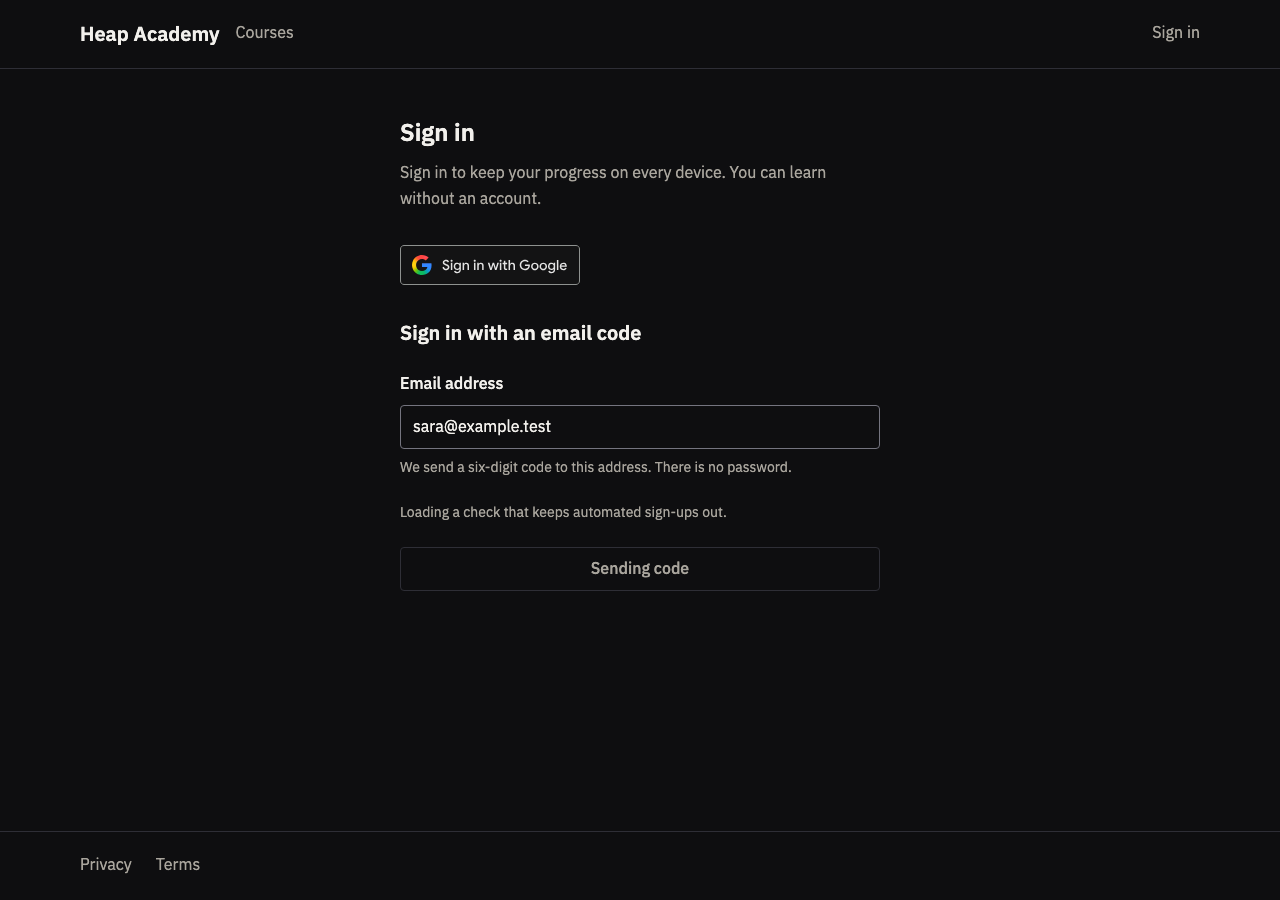 Heap Academy
Courses
Sign in
Sign in
Sign in to keep your progress on every device. You can learn
without an account.
Sign in with Google
Sign in with an email code
Email address
sara@example.test
We send a six-digit code to this address. There is no password.
Loading a check that keeps automated sign-ups out.
Sending code
Privacy
Terms